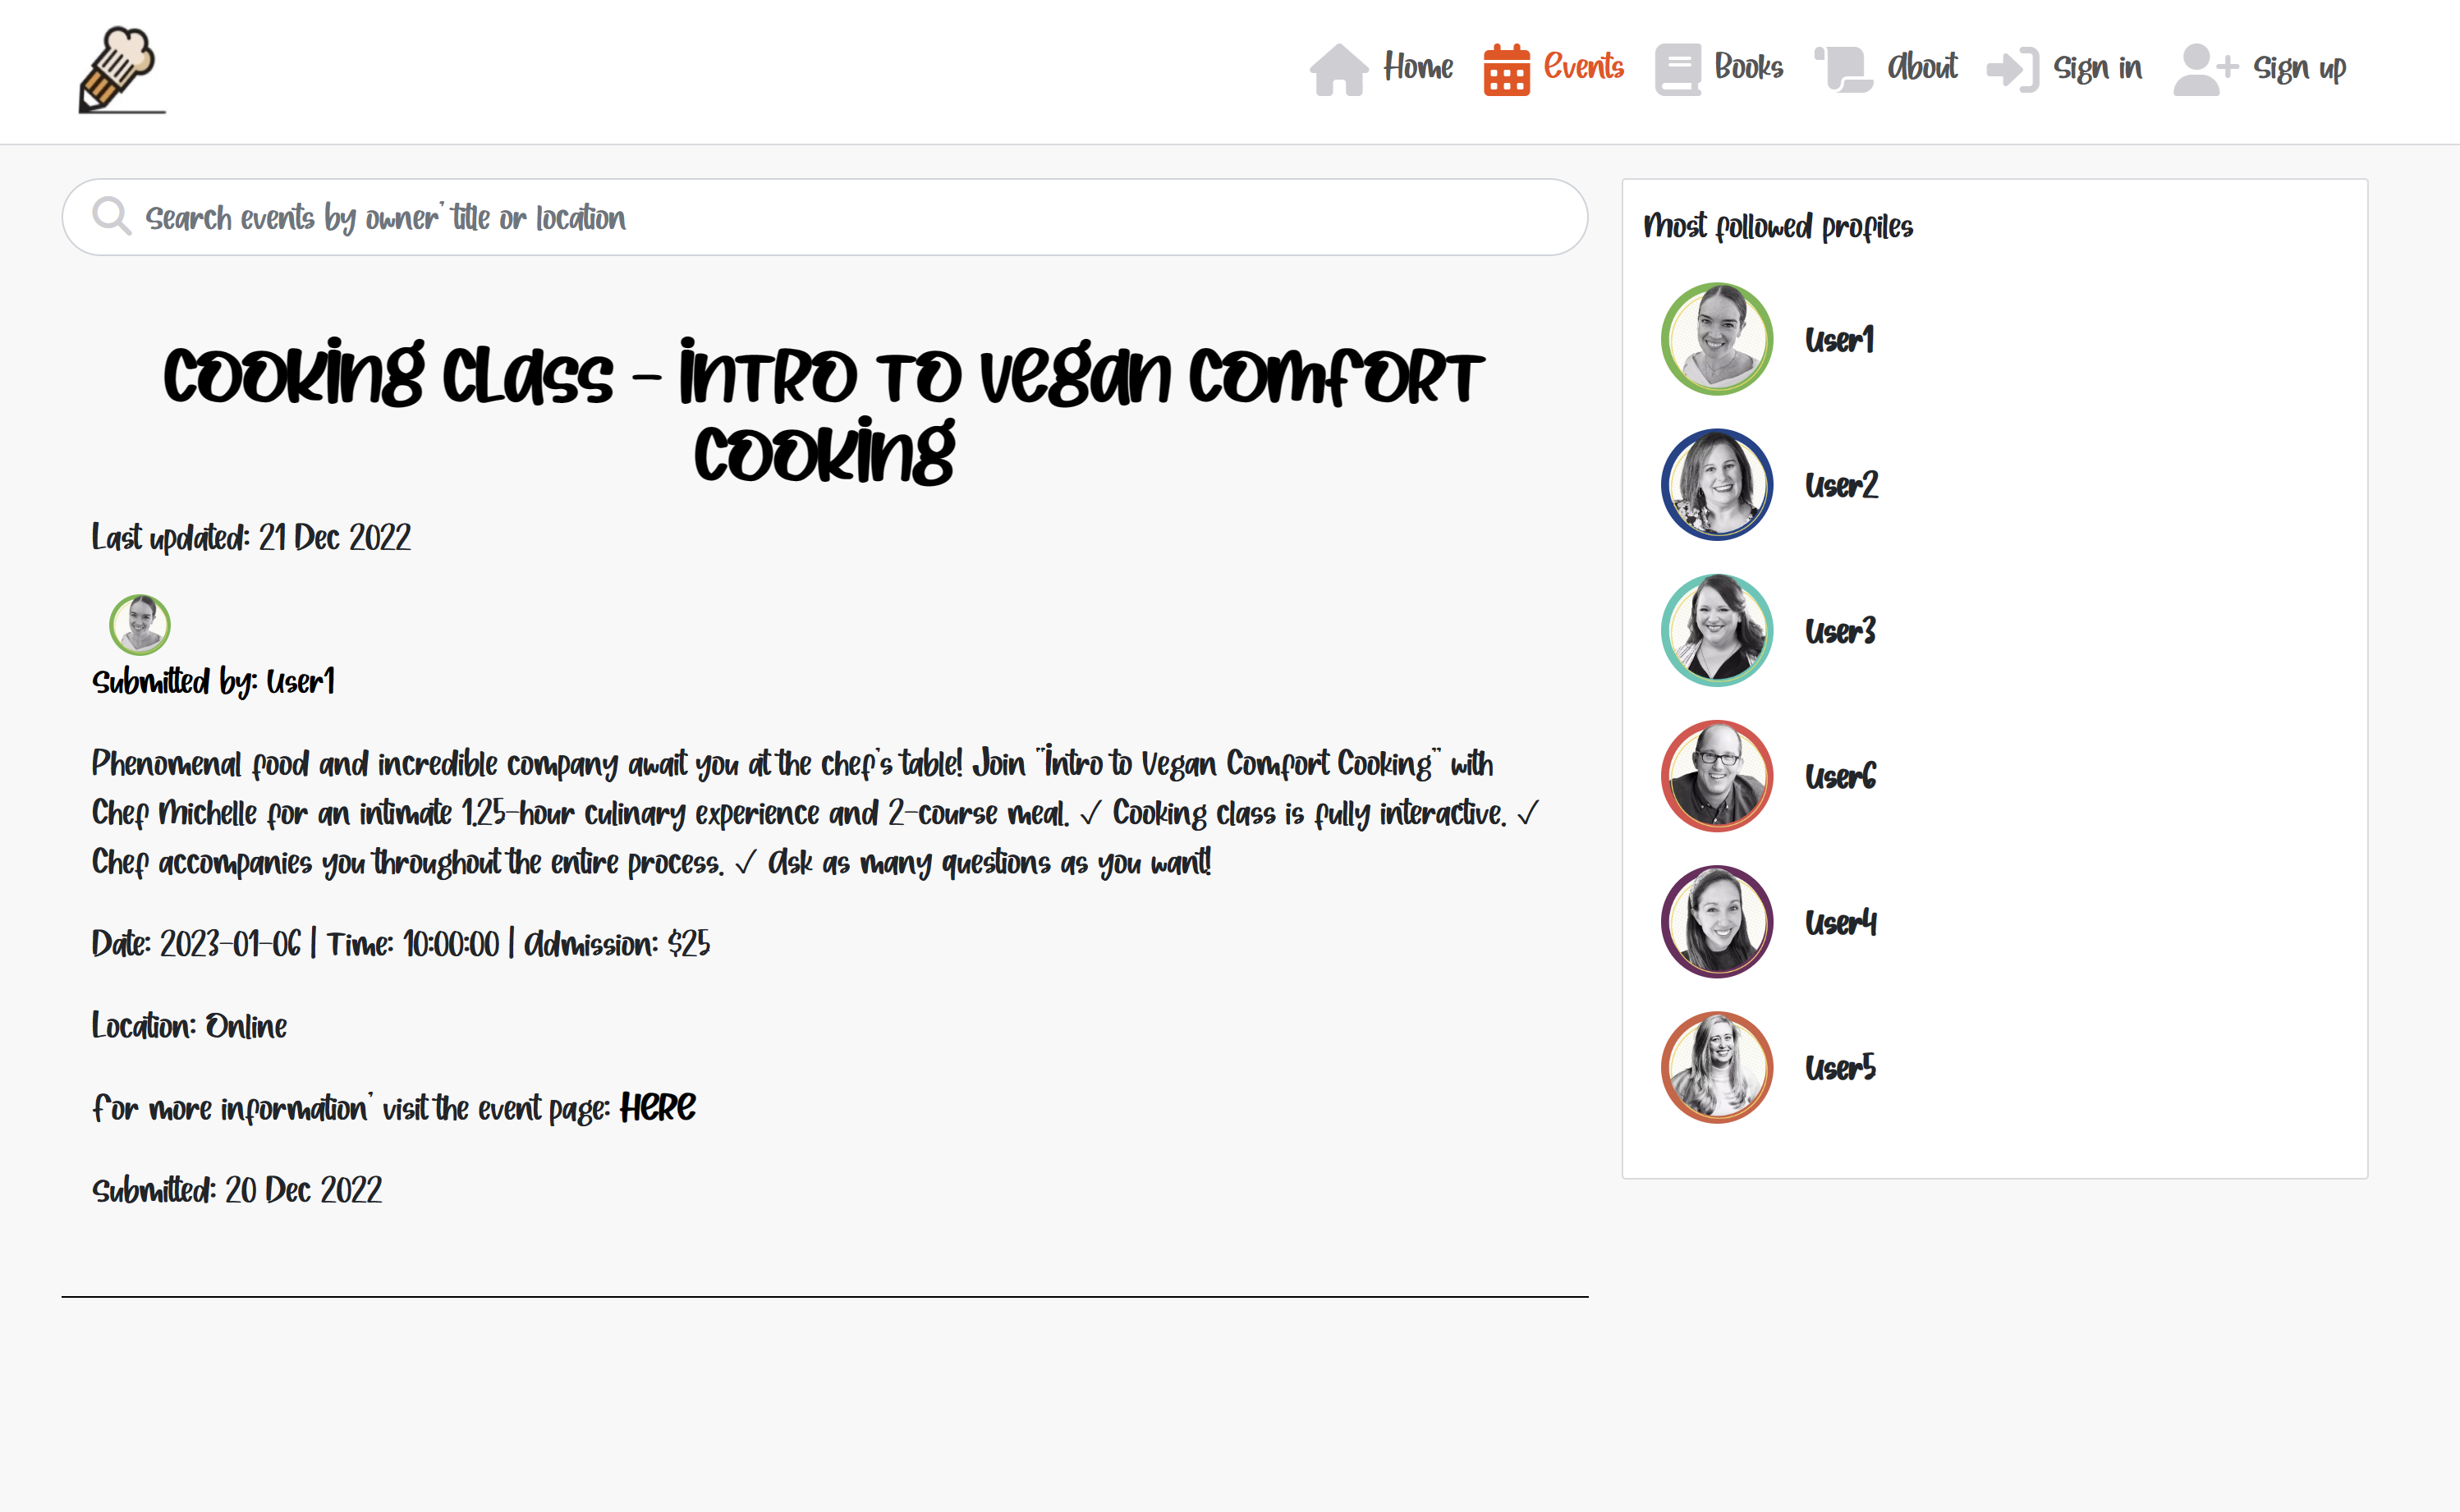 Home Events Books About Sign in Sign up
Search events by owner, title or location
Cooking Class - Intro to Vegan Comfort
Cooking
Last updated: 21 Dec 2022
Submitted by: User1
Phenomenal food and incredible company await you at the chef's table! Join "Intro to Vegan Comfort Cooking" with
Chef Michelle for an intimate 1.25-hour culinary experience and 2-course meal. ✓ Cooking class is fully interactive. ✓
Chef accompanies you throughout the entire process. ✓ Ask as many questions as you want!
Date: 2023-01-06 | Time: 10:00:00 | Admission: $25
Location: Online
For more information, visit the event page: HERE
Submitted: 20 Dec 2022
Most followed profiles
User1
User2
User3
User6
User4
User5